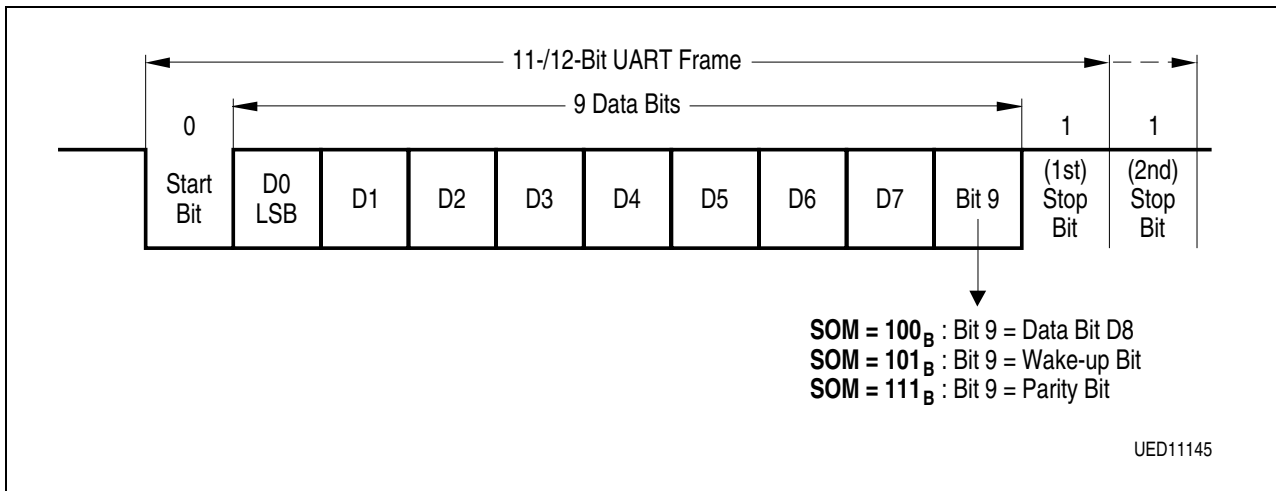 11-/12-Bit UART Frame
9 Data Bits
0
1
1
Start
Bit
D0
LSB
D1
D2
D3
D4
D5
D6
D7
Bit 9
(1st)
Stop
Bit
(2nd)
Stop
Bit
SOM = 100B : Bit 9 = Data Bit D8
SOM = 101B : Bit 9 = Wake-up Bit
SOM = 111B : Bit 9 = Parity Bit
UED11145